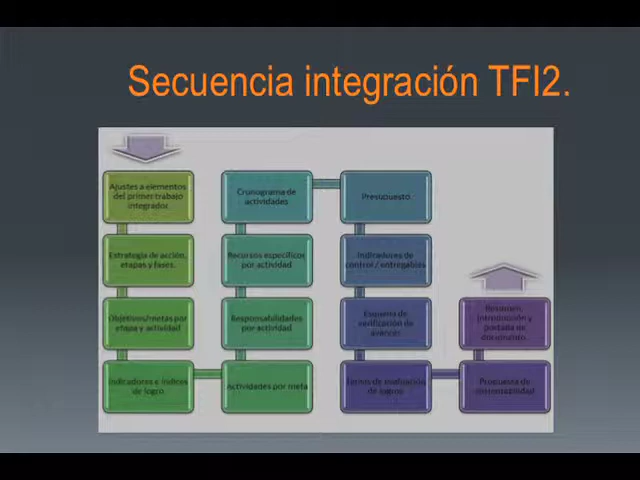 Secuencia integración TFI2.
Ajustes a elementos
del primer trabajo
integrador.
Estrategia de acción,
etapas y fases.
Objetivos/metas por
etapa y actividad
Indicadores e índices
de logro
Cronograma de
actividades
Recursos específicos
por actividad
Responsabilidades
por actividad
Actividades por meta
Presupuesto
Indicadores de
control / entregables
Esquema de
verificación de
avances
de evaluación
de logros
Resumen,
introducción y
portada de
documento.
Propuesta de